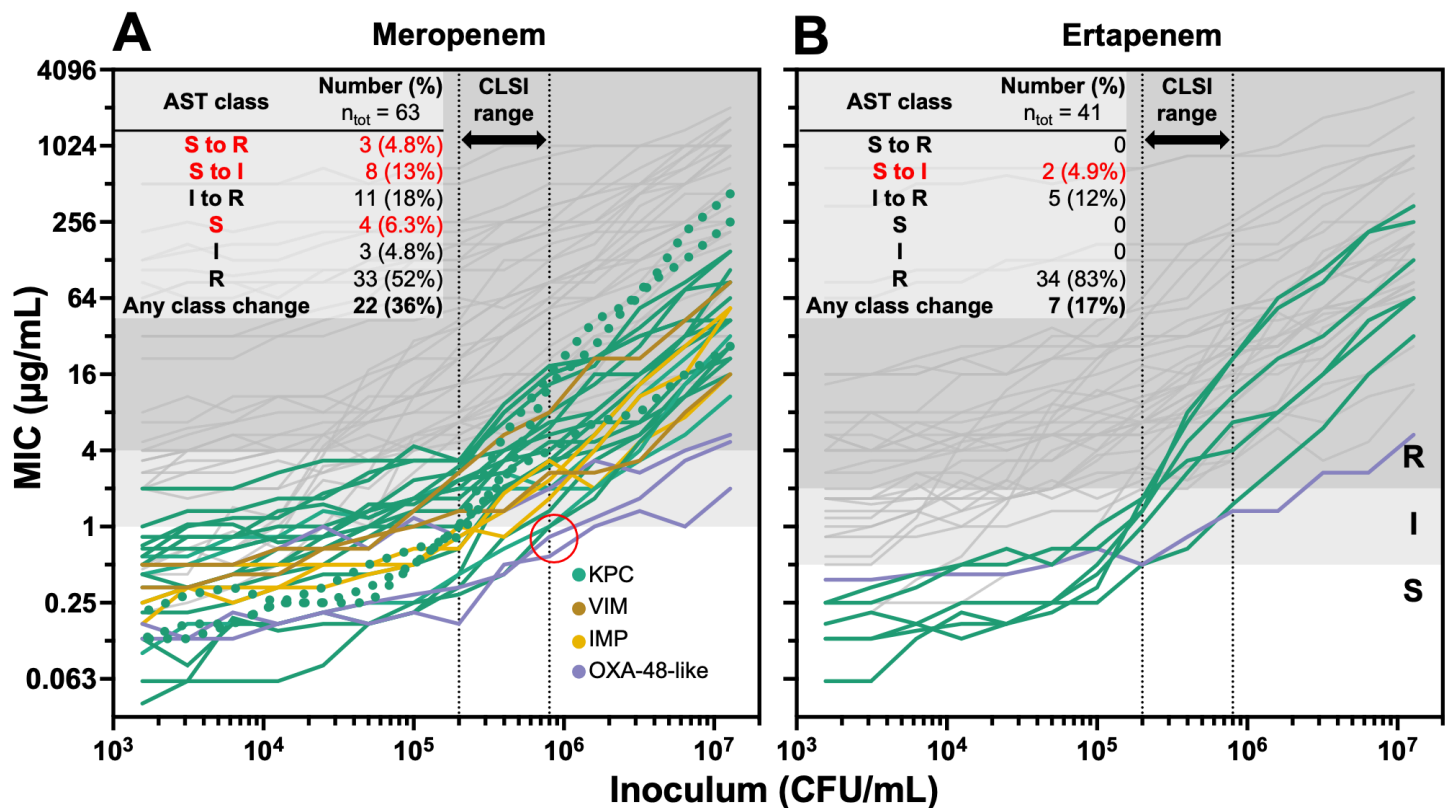 A
Meropenem
MIC (µg/mL)
4096
1024
256
64
16
4
1
0.25
0.063
AST class Number (%)
ntot = 63
S to R 3 (4.8%)
S to I 8 (13%)
I to R 11 (18%)
S 4 (6.3%)
I 3 (4.8%)
R 33 (52%)
Any class change 22 (36%)
CLSI
range
KPC
VIM
IMP
OXA-48-like
10³ 10⁴ 10⁵ 10⁶ 10⁷
B
Ertapenem
AST class Number (%)
ntot = 41
S to R 0
S to I 2 (4.9%)
I to R 5 (12%)
S 0
I 0
R 34 (83%)
Any class change 7 (17%)
CLSI
range
R
I
S
10³ 10⁴ 10⁵ 10⁶ 10⁷
Inoculum (CFU/mL)